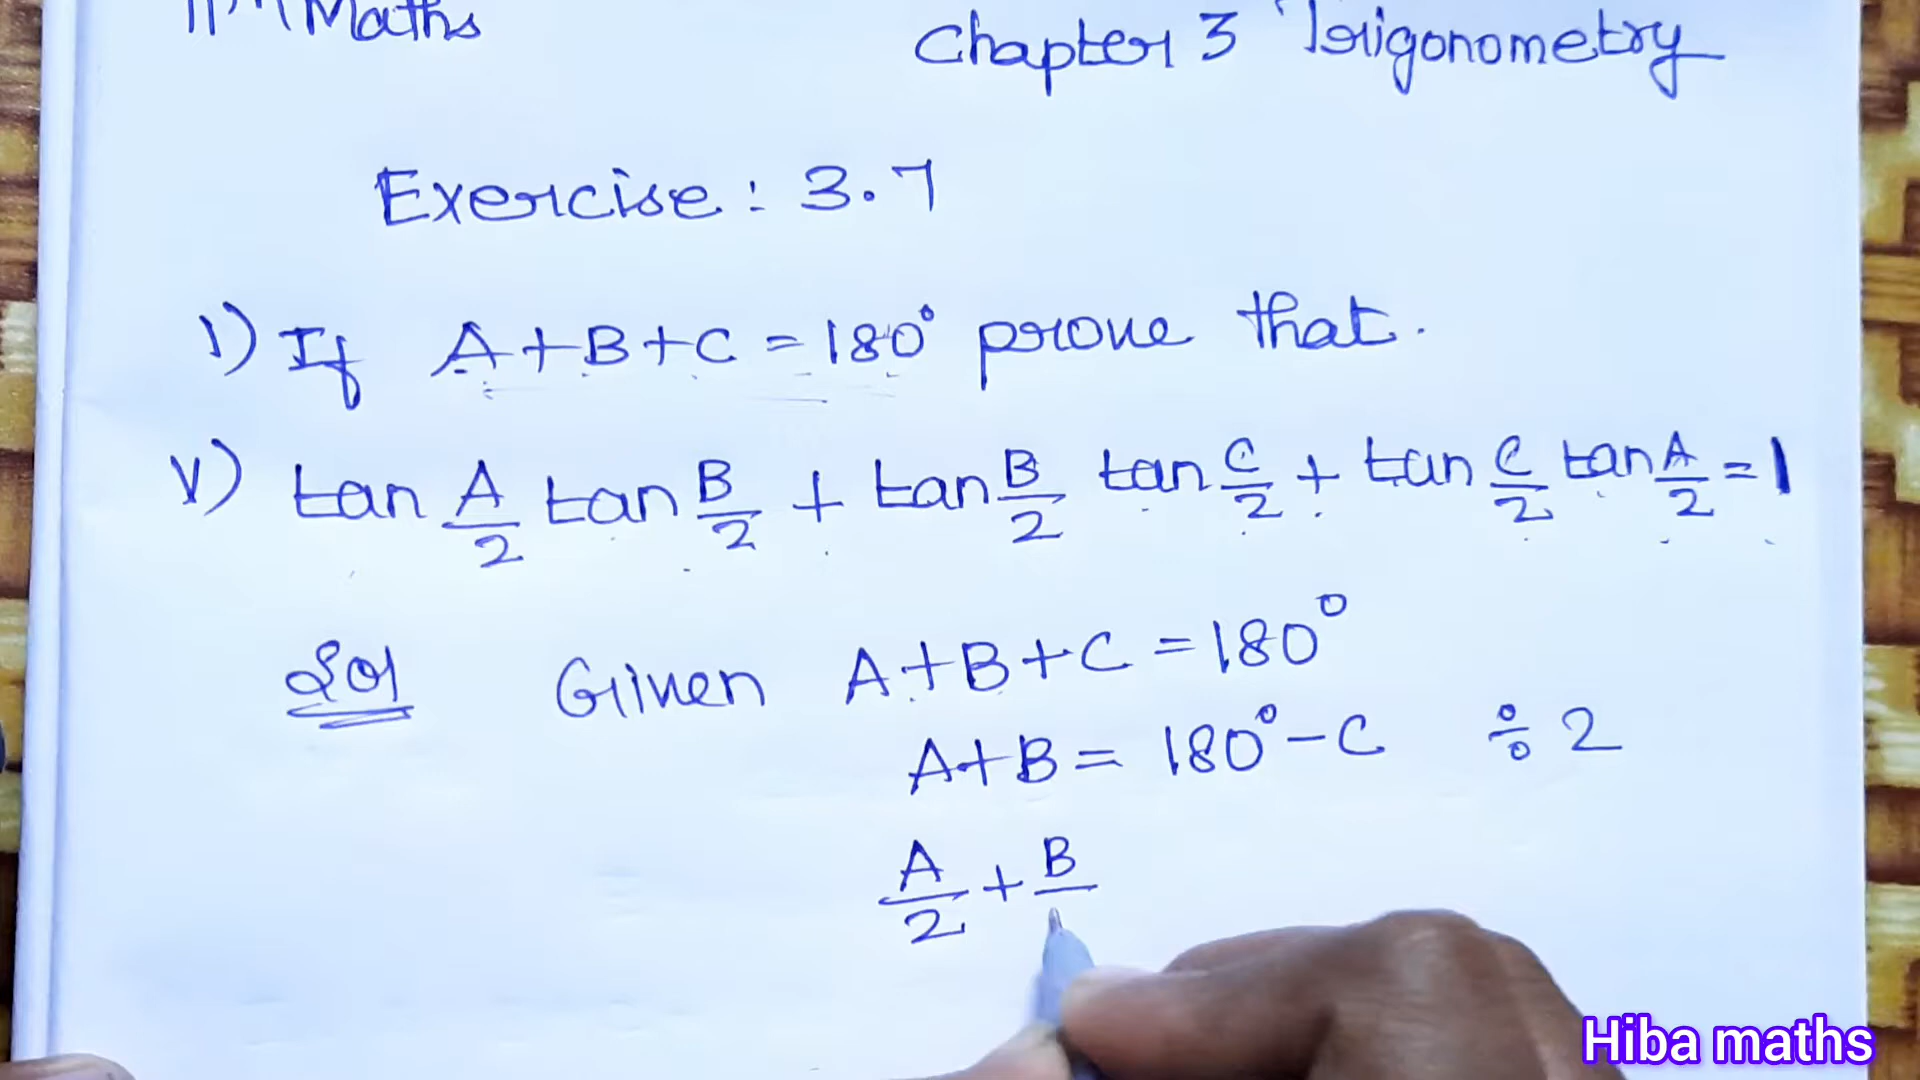 Maths Chapter 3 Trigonometry
Exercise: 3.7
1) If A+B+C = 180° prove that.
V) tan A/2 tan B/2 + tan B/2 tan C/2 + tan C/2 tan A/2 = 1
Sol Given A+B+C = 180°
A+B = 180° - C ÷ 2
A/2 + B
Hiba maths